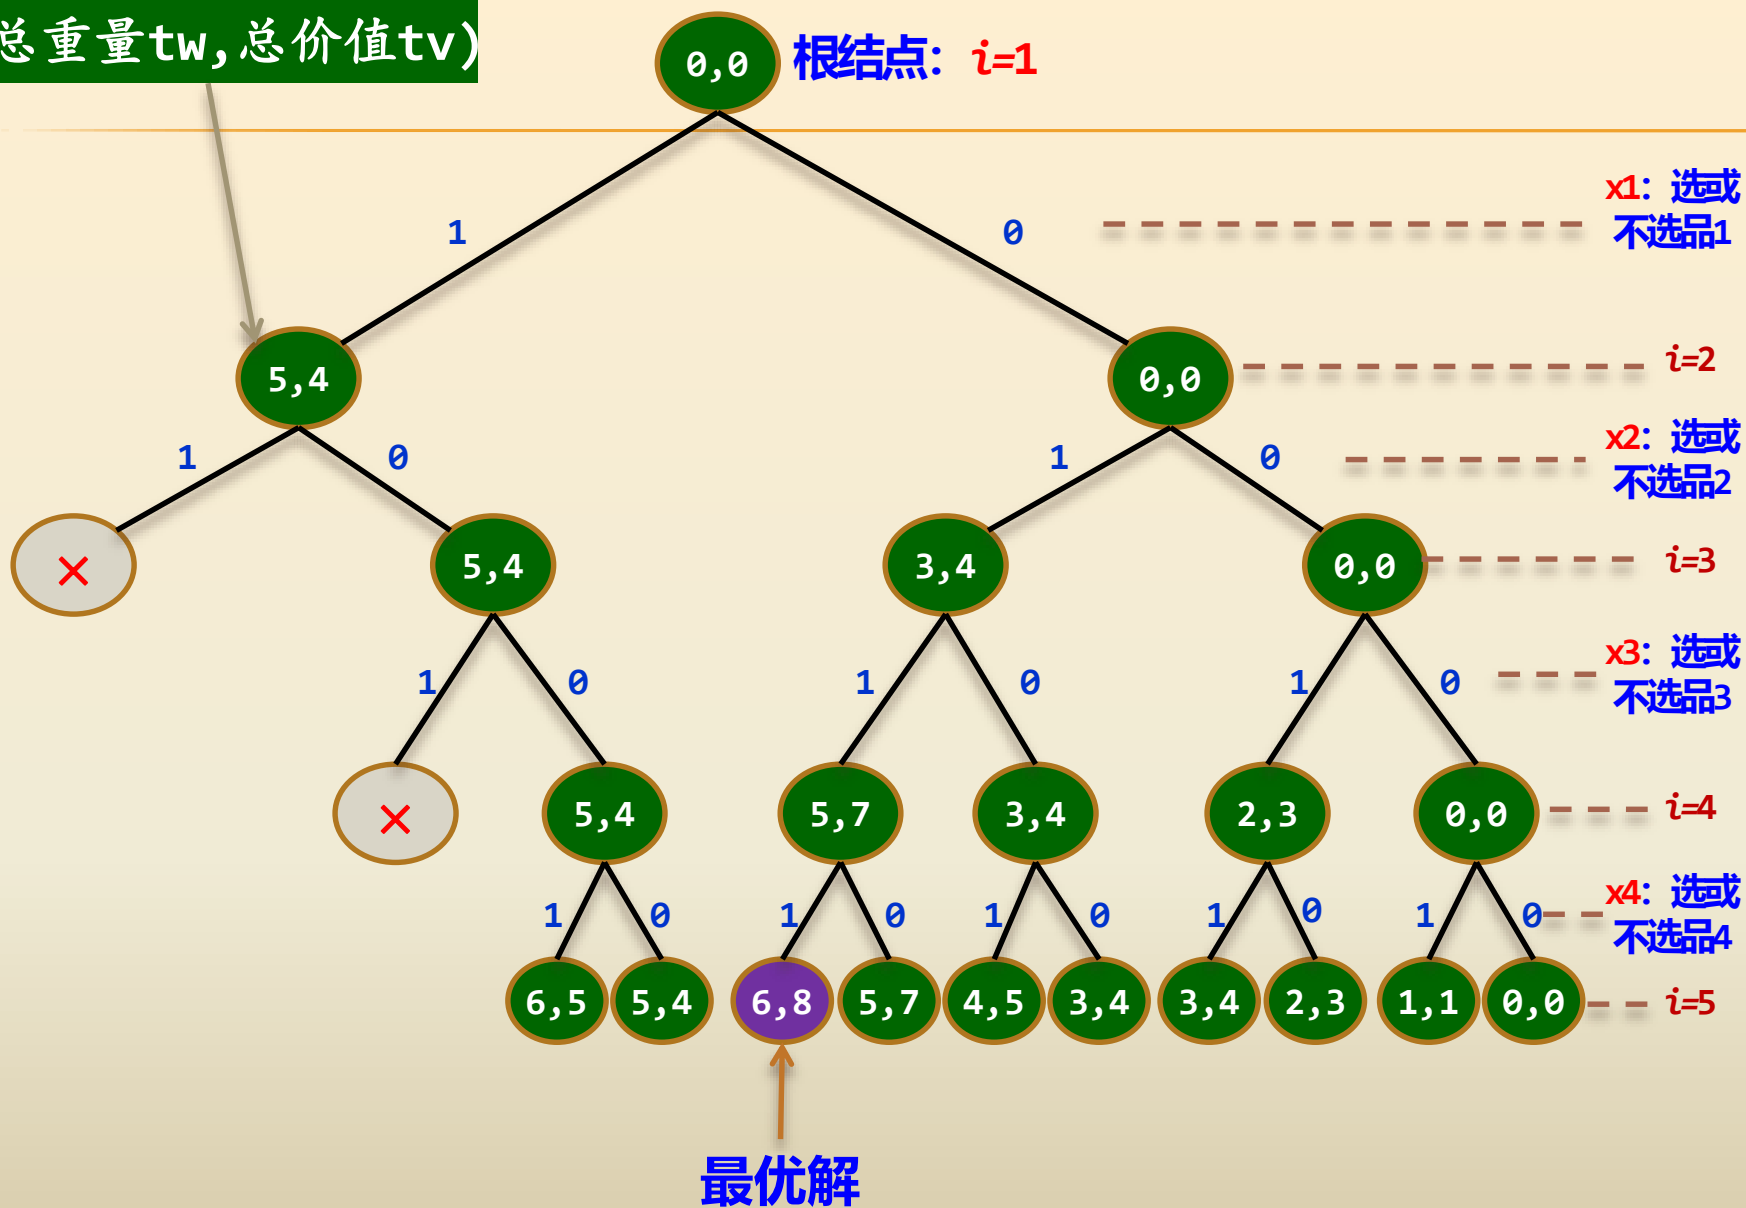 总重量tw,总价值tv)
0,0 根结点：i=1
1 0
x1：选或
不选品1
5,4 0,0 i=2
1 0 1 0
x2：选或
不选品2
× 5,4 3,4 0,0 i=3
1 0 1 0 1 0
x3：选或
不选品3
× 5,4 5,7 3,4 2,3 0,0 i=4
1 0 1 0 1 0 1 0 1 0
x4：选或
不选品4
6,5 5,4 6,8 5,7 4,5 3,4 3,4 2,3 1,1 0,0 i=5
最优解